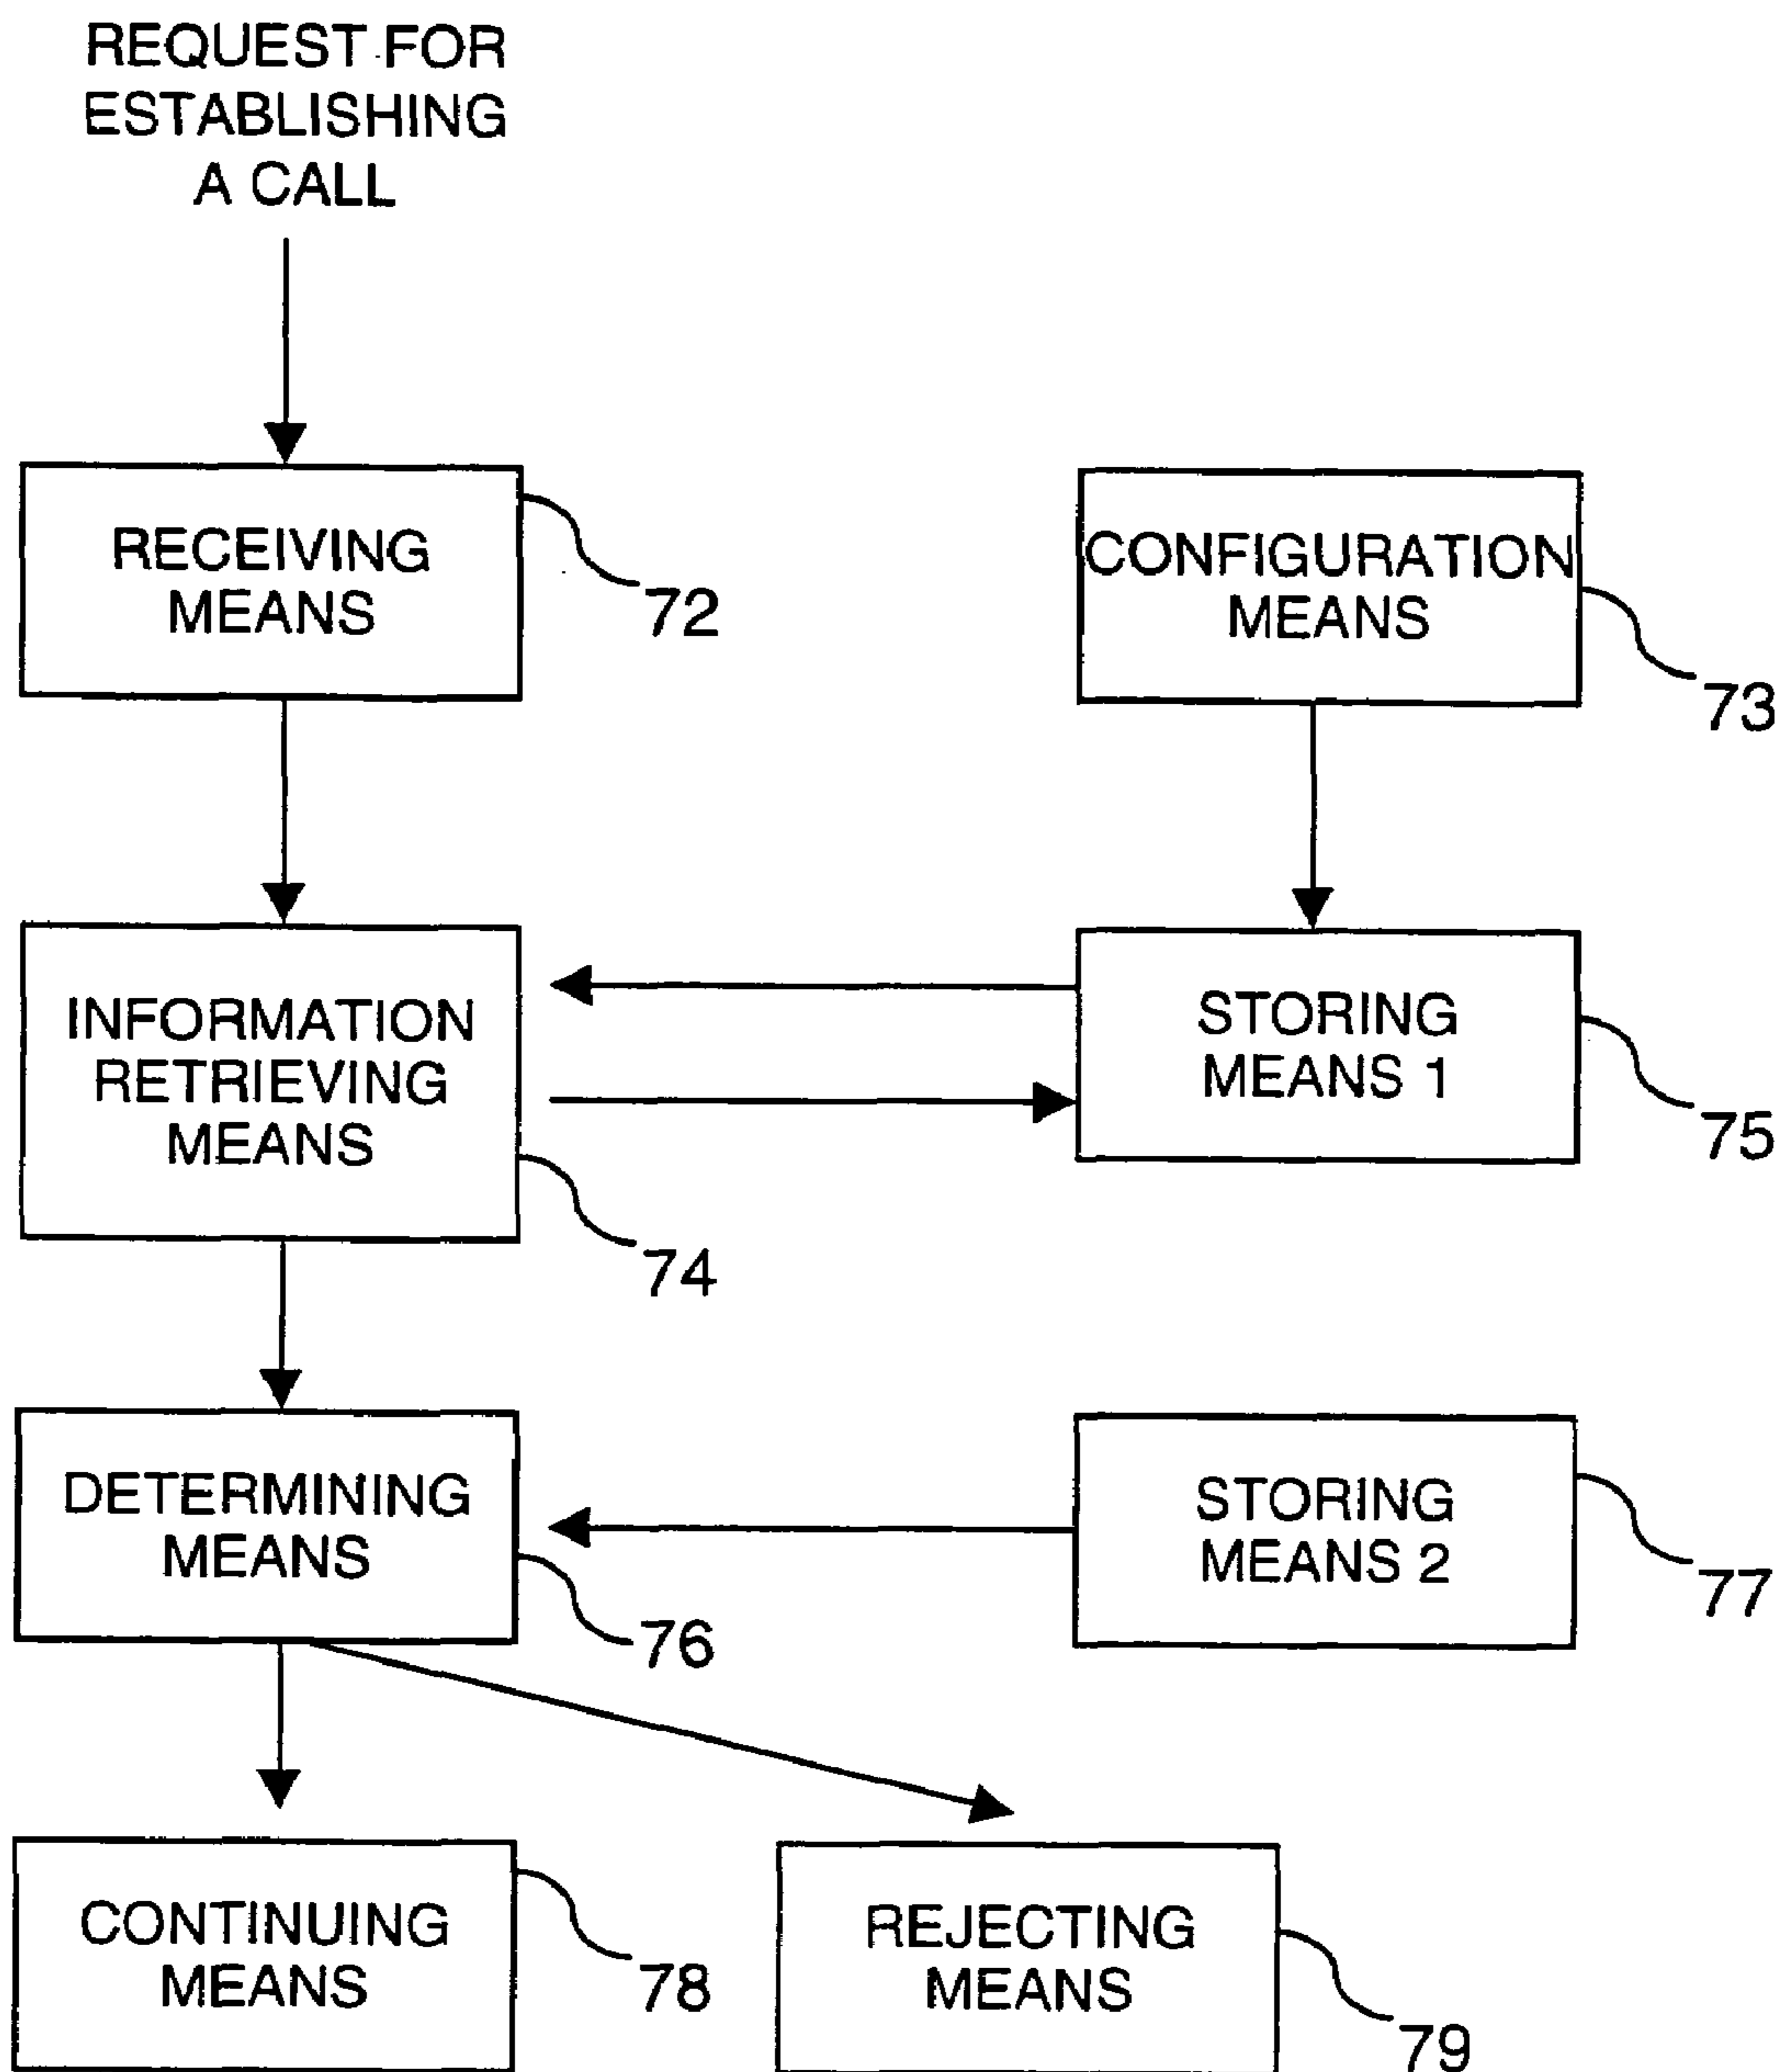 REQUEST FOR
ESTABLISHING
A CALL
RECEIVING
MEANS
72
CONFIGURATION
MEANS
73
INFORMATION
RETRIEVING
MEANS
74
STORING
MEANS 1
75
DETERMINING
MEANS
76
STORING
MEANS 2
77
CONTINUING
MEANS
78
REJECTING
MEANS
79